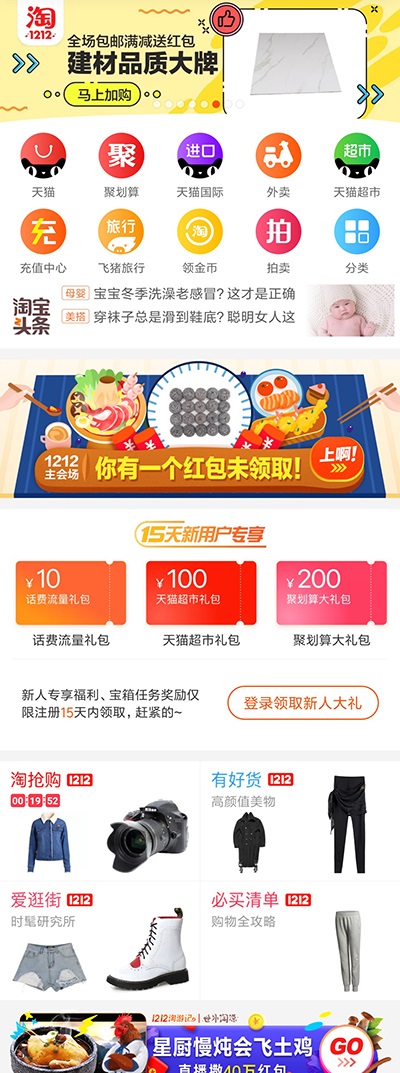 淘
1212
全场包邮满减送红包
建材品质大牌
马上加购
聚
进口
超市
天猫
聚划算
天猫国际
外卖
天猫超市
充
旅行
淘
拍
充值中心
飞猪旅行
领金币
拍卖
分类
淘宝头条
母婴 宝宝冬季洗澡老感冒?这才是正确
美搭 穿袜子总是滑到鞋底?聪明女人这
1212
主会场
你有一个红包未领取!
上啊!
15天新用户专享
¥10
话费流量礼包
¥100
天猫超市礼包
¥200
聚划算大礼包
话费流量礼包
天猫超市礼包
聚划算大礼包
新人专享福利、宝箱任务奖励仅
限注册15天内领取,赶紧的~
登录领取新人大礼
淘抢购 1212
00:19:52
有好货 1212
高颜值美物
Nikon
爱逛街 1212
时髦研究所
必买清单 1212
购物全攻略
1212淘游记
星厨慢炖会飞土鸡
直播撒40万红包
GO